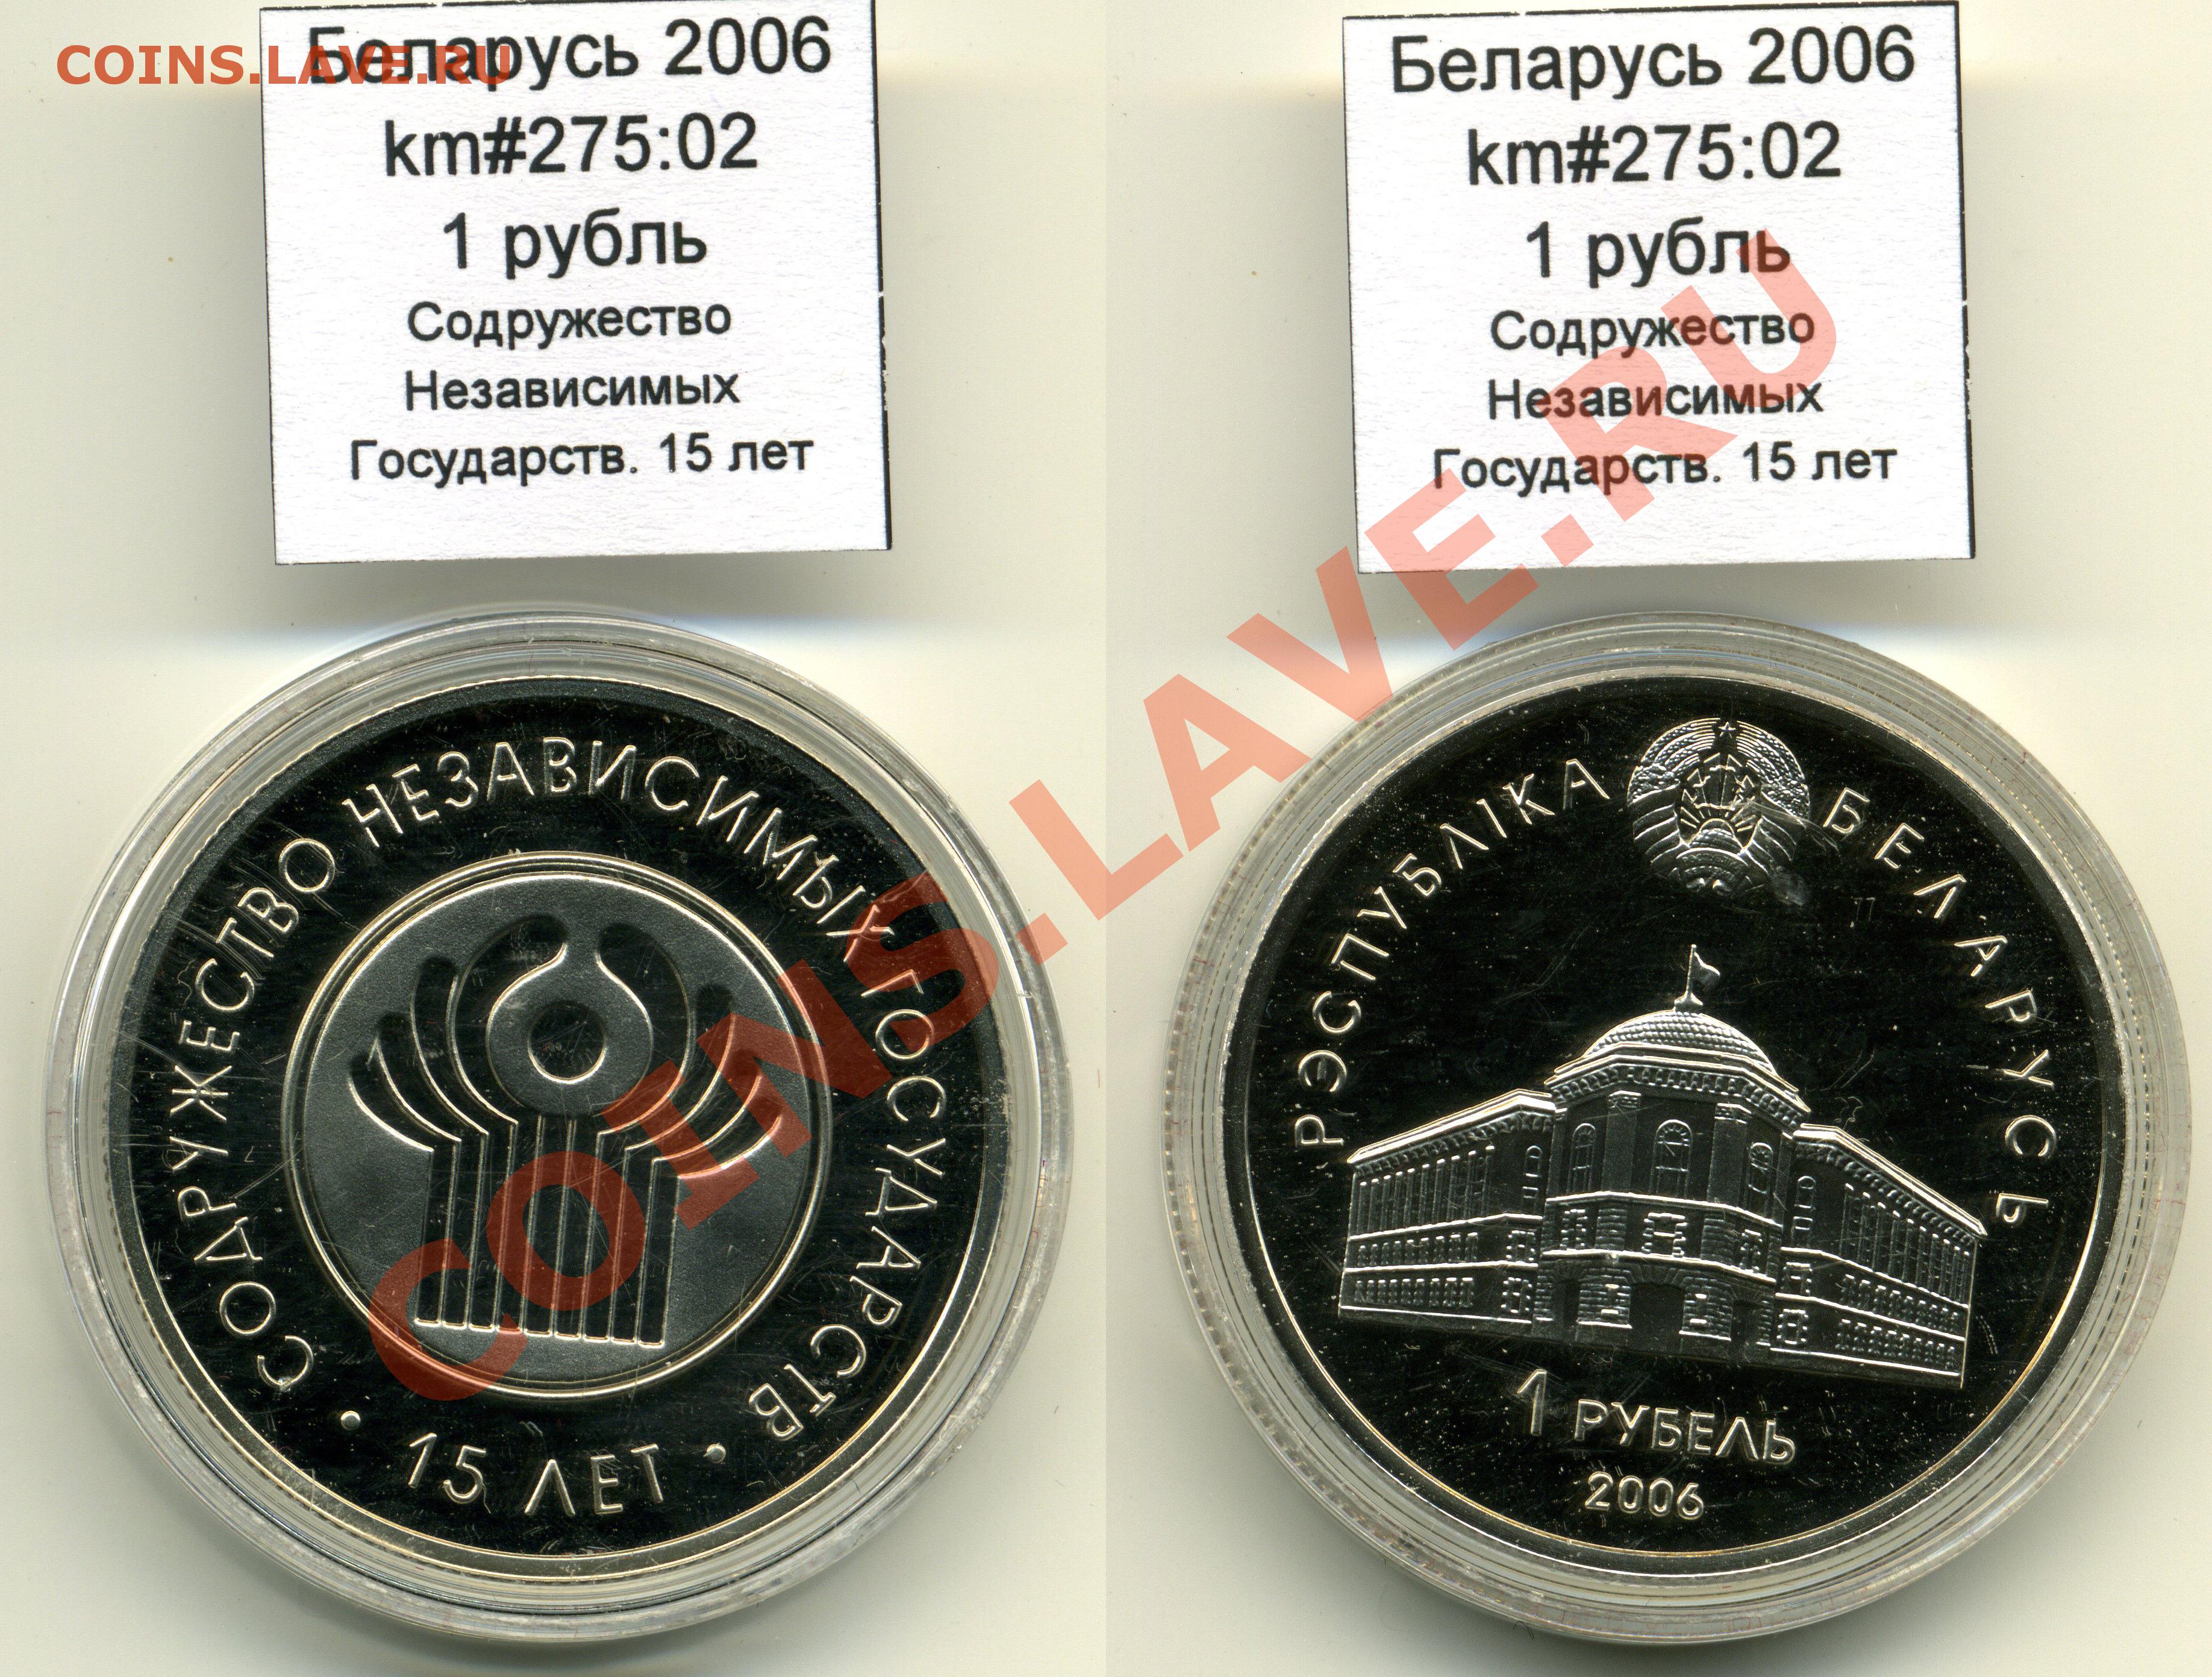 COINS.LAVE.RU
Беларусь 2006
km#275:02
1 рубль
Содружество
Независимых
Государств. 15 лет
Беларусь 2006
km#275:02
1 рубль
Содружество
Независимых
Государств. 15 лет
COINS.LAVE.RU
СОДРУЖЕСТВО НЕЗАВИСИМЫХ ГОСУДАРСТВ
• 15 ЛЕТ •
РЭСПУБЛІКА БЕЛАРУСЬ
1 РУБЕЛЬ
2006